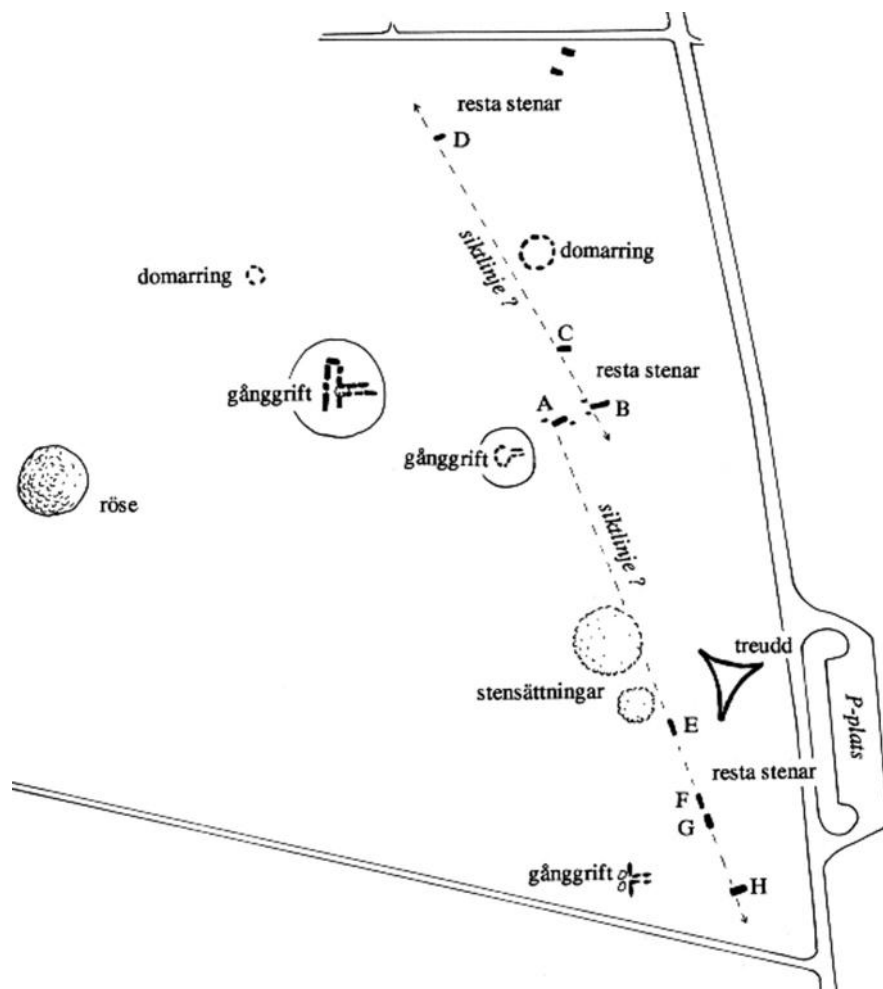 resta stenar
D
siktlinje ?
domarring
domarring
C
resta stenar
gånggrift
A
B
gånggrift
röse
siktlinje ?
treudd
stensättningar
P-plats
E
resta stenar
F
G
gånggrift
H